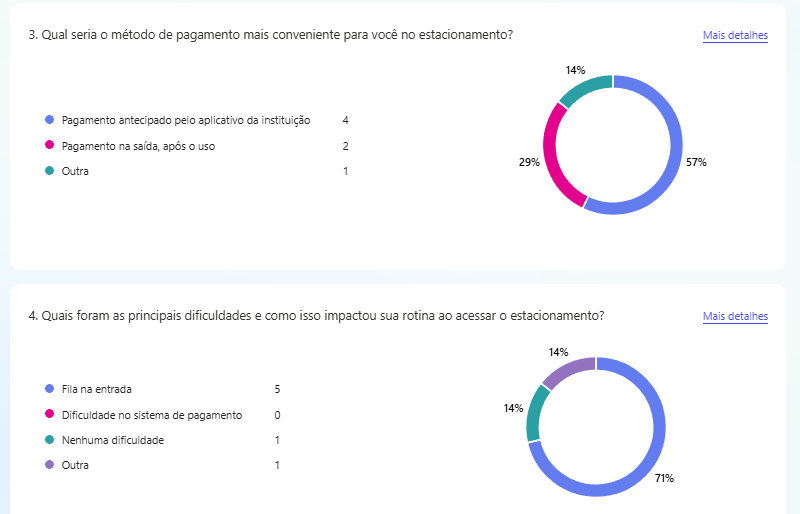 3. Qual seria o método de pagamento mais conveniente para você no estacionamento?
Mais detalhes
Pagamento antecipado pelo aplicativo da instituição 4
Pagamento na saída, após o uso 2
Outra 1
14%
29%
57%
4. Quais foram as principais dificuldades e como isso impactou sua rotina ao acessar o estacionamento?
Mais detalhes
Fila na entrada 5
Dificuldade no sistema de pagamento 0
Nenhuma dificuldade 1
Outra 1
14%
14%
71%